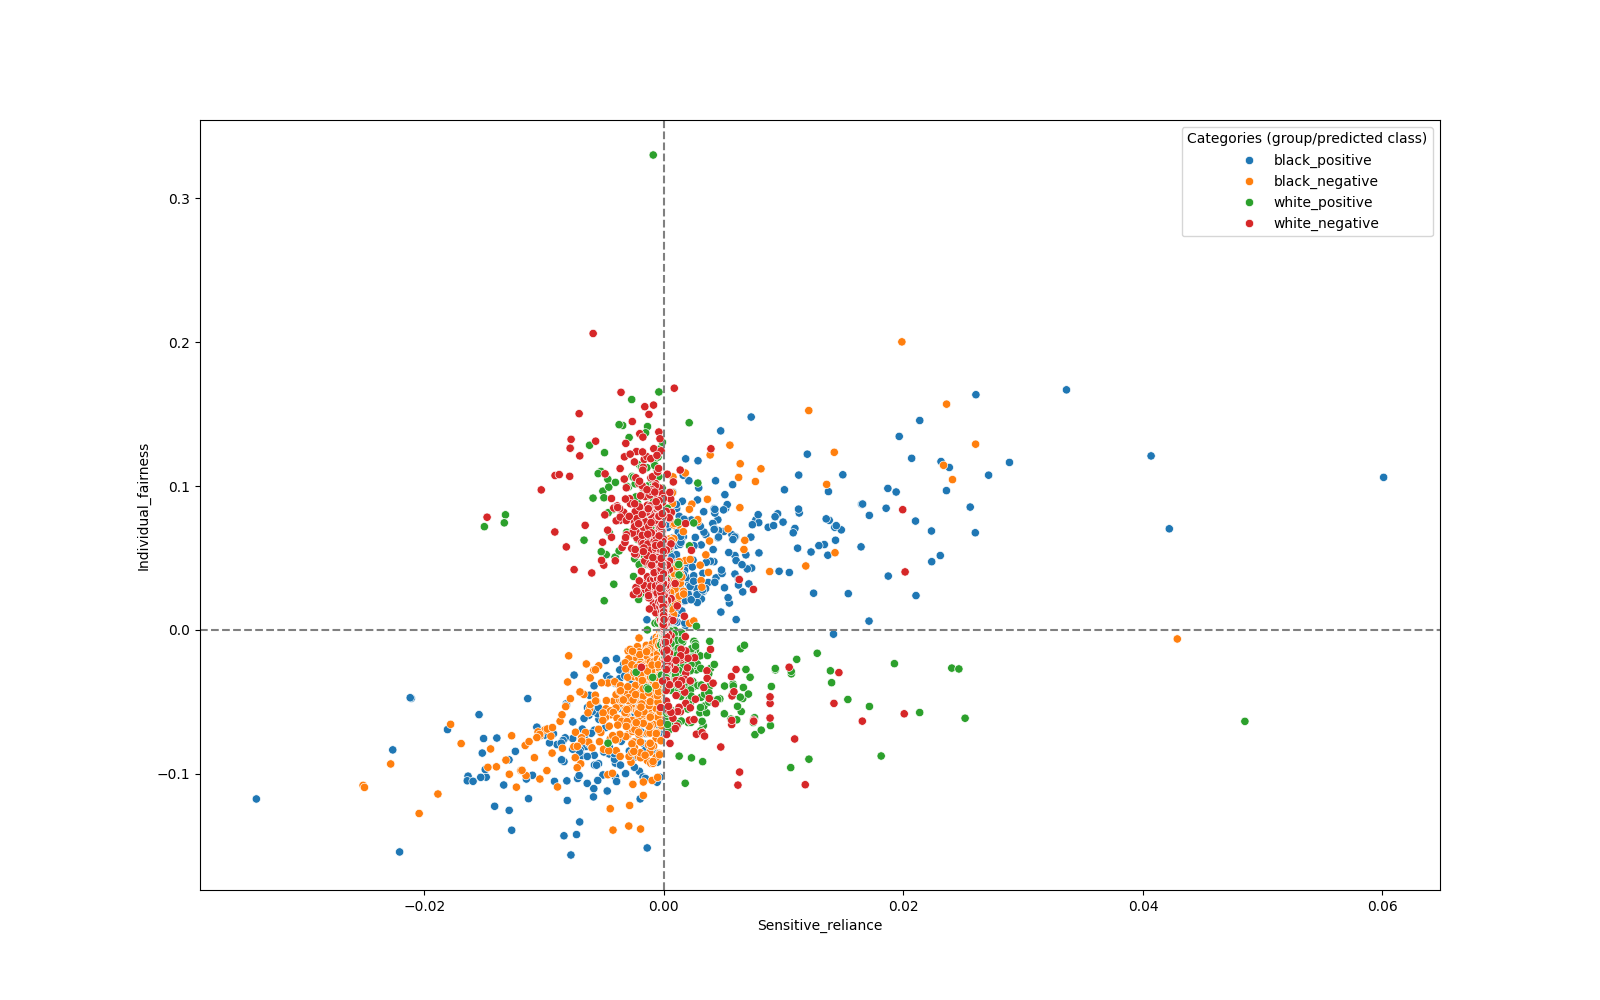 Categories (group/predicted class)
black_positive
black_negative
white_positive
white_negative
0.3
0.2
0.1
0.0
−0.1
Individual_fairness
−0.02
0.00
0.02
0.04
0.06
Sensitive_reliance